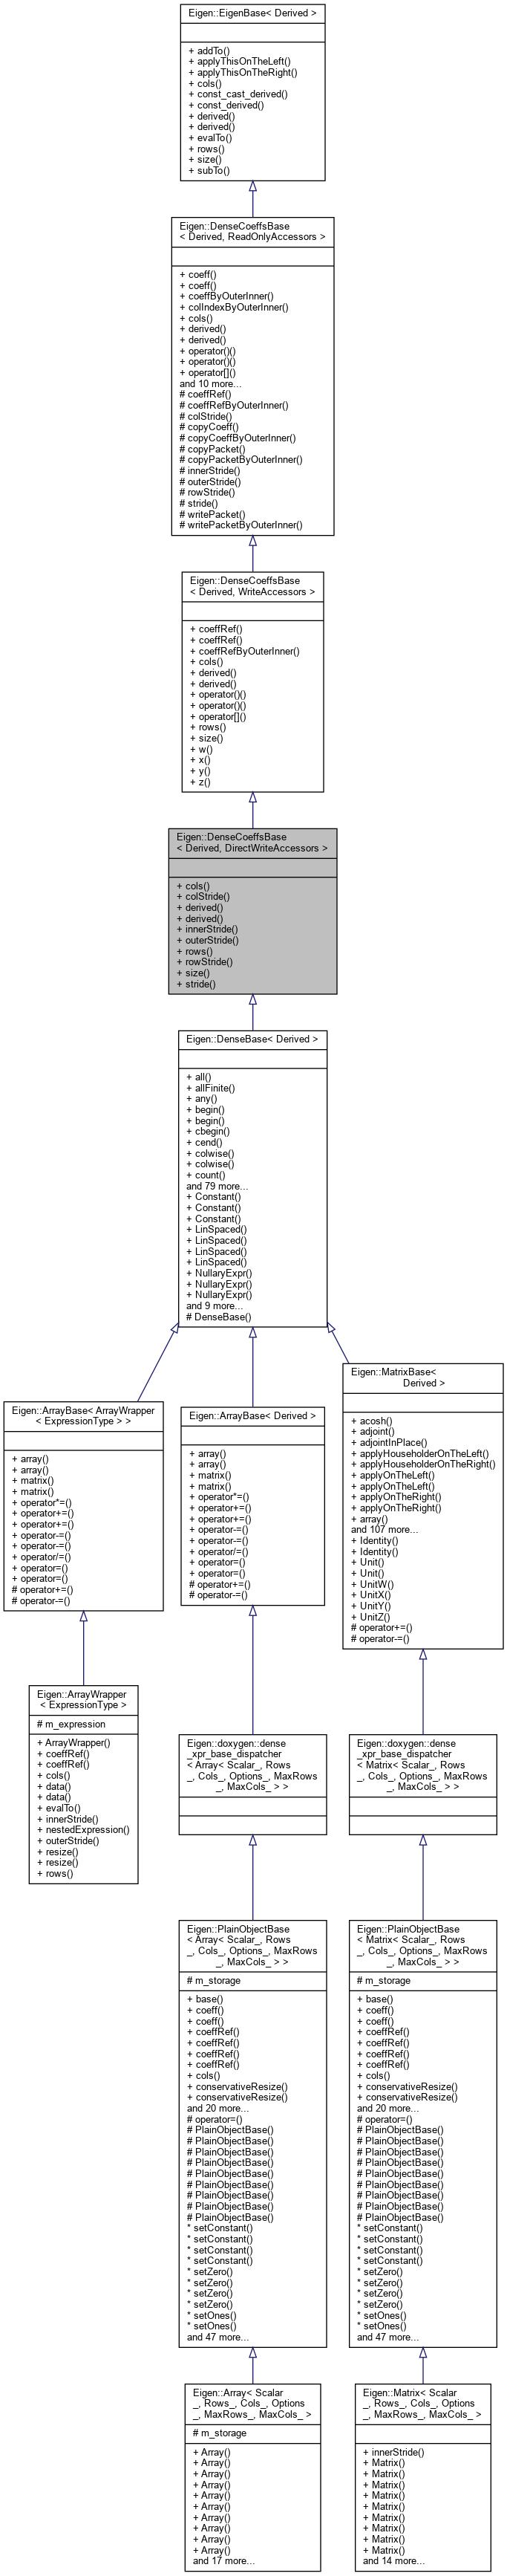 Eigen::EigenBase< Derived >
+ addTo()
+ applyThisOnTheLeft()
+ applyThisOnTheRight()
+ cols()
+ const_cast_derived()
+ const_derived()
+ derived()
+ derived()
+ evalTo()
+ rows()
+ size()
+ subTo()
Eigen::DenseCoeffsBase
< Derived, ReadOnlyAccessors >
+ coeff()
+ coeff()
+ coeffByOuterInner()
+ colIndexByOuterInner()
+ cols()
+ derived()
+ derived()
+ operator()()
+ operator()()
+ operator[]()
and 10 more...
# coeffRef()
# coeffRefByOuterInner()
# colStride()
# copyCoeff()
# copyCoeffByOuterInner()
# copyPacket()
# copyPacketByOuterInner()
# innerStride()
# outerStride()
# rowStride()
# stride()
# writePacket()
# writePacketByOuterInner()
Eigen::DenseCoeffsBase
< Derived, WriteAccessors >
+ coeffRef()
+ coeffRef()
+ coeffRefByOuterInner()
+ cols()
+ derived()
+ derived()
+ operator()()
+ operator()()
+ operator[]()
+ rows()
+ size()
+ w()
+ x()
+ y()
+ z()
Eigen::DenseCoeffsBase
< Derived, DirectWriteAccessors >
+ cols()
+ colStride()
+ derived()
+ derived()
+ innerStride()
+ outerStride()
+ rows()
+ rowStride()
+ size()
+ stride()
Eigen::DenseBase< Derived >
+ all()
+ allFinite()
+ any()
+ begin()
+ begin()
+ cbegin()
+ cend()
+ colwise()
+ colwise()
+ count()
and 79 more...
+ Constant()
+ Constant()
+ Constant()
+ LinSpaced()
+ LinSpaced()
+ LinSpaced()
+ LinSpaced()
+ NullaryExpr()
+ NullaryExpr()
+ NullaryExpr()
and 9 more...
# DenseBase()
Eigen::ArrayBase< ArrayWrapper
< ExpressionType > >
+ array()
+ array()
+ matrix()
+ matrix()
+ operator*=()
+ operator+=()
+ operator+=()
+ operator-=()
+ operator-=()
+ operator/=()
+ operator=()
+ operator=()
# operator+=()
# operator-=()
Eigen::ArrayBase< Derived >
+ array()
+ array()
+ matrix()
+ matrix()
+ operator*=()
+ operator+=()
+ operator+=()
+ operator-=()
+ operator-=()
+ operator/=()
+ operator=()
+ operator=()
# operator+=()
# operator-=()
Eigen::MatrixBase<
Derived >
+ acosh()
+ adjoint()
+ adjointInPlace()
+ applyHouseholderOnTheLeft()
+ applyHouseholderOnTheRight()
+ applyOnTheLeft()
+ applyOnTheLeft()
+ applyOnTheRight()
+ applyOnTheRight()
+ array()
and 107 more...
+ Identity()
+ Identity()
+ Unit()
+ Unit()
+ UnitW()
+ UnitX()
+ UnitY()
+ UnitZ()
# operator+=()
# operator-=()
Eigen::ArrayWrapper
< ExpressionType >
# m_expression
+ ArrayWrapper()
+ coeffRef()
+ coeffRef()
+ cols()
+ data()
+ data()
+ evalTo()
+ innerStride()
+ nestedExpression()
+ outerStride()
+ resize()
+ resize()
+ rows()
Eigen::doxygen::dense
_xpr_base_dispatcher
< Array< Scalar_, Rows
_, Cols_, Options_, MaxRows
_, MaxCols_ > >
Eigen::doxygen::dense
_xpr_base_dispatcher
< Matrix< Scalar_, Rows
_, Cols_, Options_, MaxRows
_, MaxCols_ > >
Eigen::PlainObjectBase
< Array< Scalar_, Rows
_, Cols_, Options_, MaxRows
_, MaxCols_ > >
# m_storage
+ base()
+ coeff()
+ coeff()
+ coeffRef()
+ coeffRef()
+ coeffRef()
+ coeffRef()
+ cols()
+ conservativeResize()
+ conservativeResize()
and 20 more...
# operator=()
# PlainObjectBase()
# PlainObjectBase()
# PlainObjectBase()
# PlainObjectBase()
# PlainObjectBase()
# PlainObjectBase()
# PlainObjectBase()
# PlainObjectBase()
# PlainObjectBase()
* setConstant()
* setConstant()
* setConstant()
* setConstant()
* setZero()
* setZero()
* setZero()
* setZero()
* setOnes()
* setOnes()
and 47 more...
Eigen::PlainObjectBase
< Matrix< Scalar_, Rows
_, Cols_, Options_, MaxRows
_, MaxCols_ > >
# m_storage
+ base()
+ coeff()
+ coeff()
+ coeffRef()
+ coeffRef()
+ coeffRef()
+ coeffRef()
+ cols()
+ conservativeResize()
+ conservativeResize()
and 20 more...
# operator=()
# PlainObjectBase()
# PlainObjectBase()
# PlainObjectBase()
# PlainObjectBase()
# PlainObjectBase()
# PlainObjectBase()
# PlainObjectBase()
# PlainObjectBase()
# PlainObjectBase()
* setConstant()
* setConstant()
* setConstant()
* setConstant()
* setZero()
* setZero()
* setZero()
* setZero()
* setOnes()
* setOnes()
and 47 more...
Eigen::Array< Scalar
_, Rows_, Cols_, Options
_, MaxRows_, MaxCols_ >
# m_storage
+ Array()
+ Array()
+ Array()
+ Array()
+ Array()
+ Array()
+ Array()
+ Array()
+ Array()
+ Array()
and 17 more...
Eigen::Matrix< Scalar
_, Rows_, Cols_, Options
_, MaxRows_, MaxCols_ >
+ innerStride()
+ Matrix()
+ Matrix()
+ Matrix()
+ Matrix()
+ Matrix()
+ Matrix()
+ Matrix()
+ Matrix()
+ Matrix()
and 14 more...